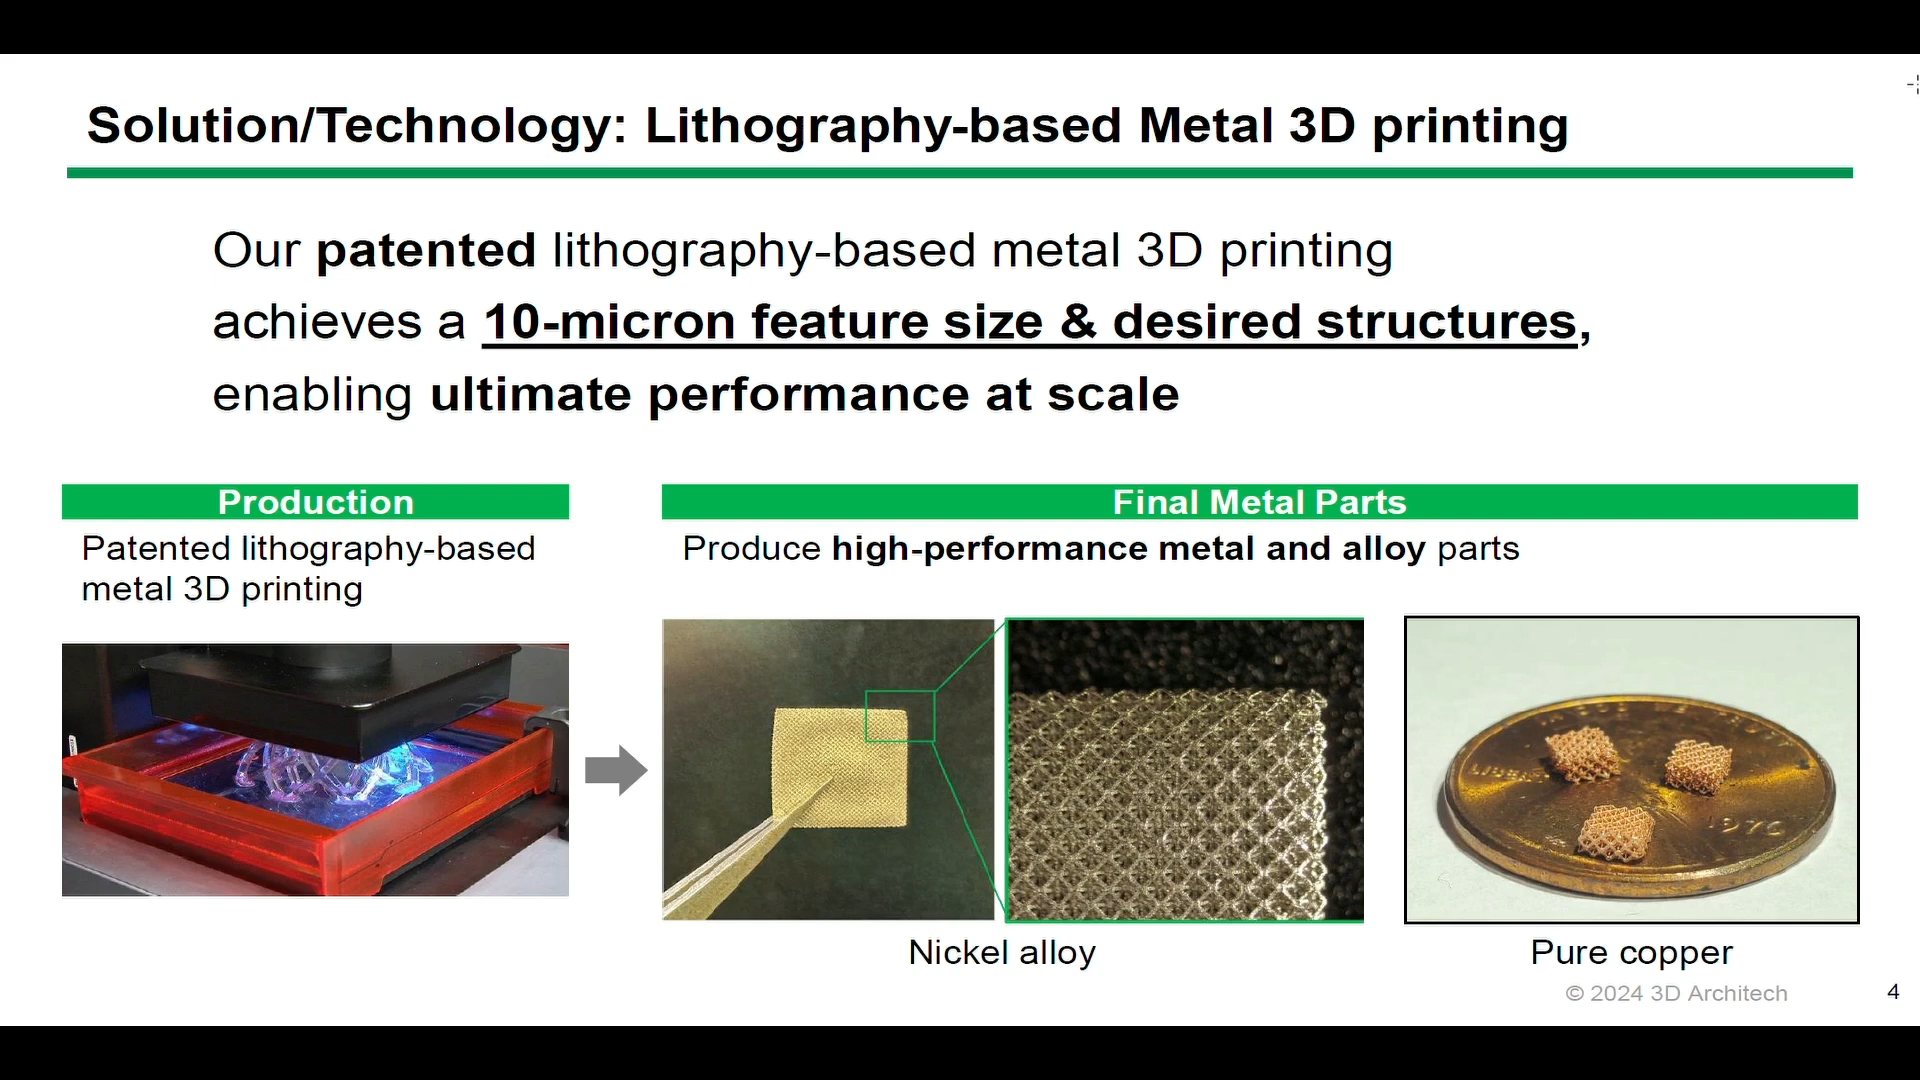 Solution/Technology: Lithography-based Metal 3D printing
Our patented lithography-based metal 3D printing
achieves a 10-micron feature size & desired structures,
enabling ultimate performance at scale
Production
Patented lithography-based
metal 3D printing
Final Metal Parts
Produce high-performance metal and alloy parts
Nickel alloy
Pure copper
© 2024 3D Architech
4